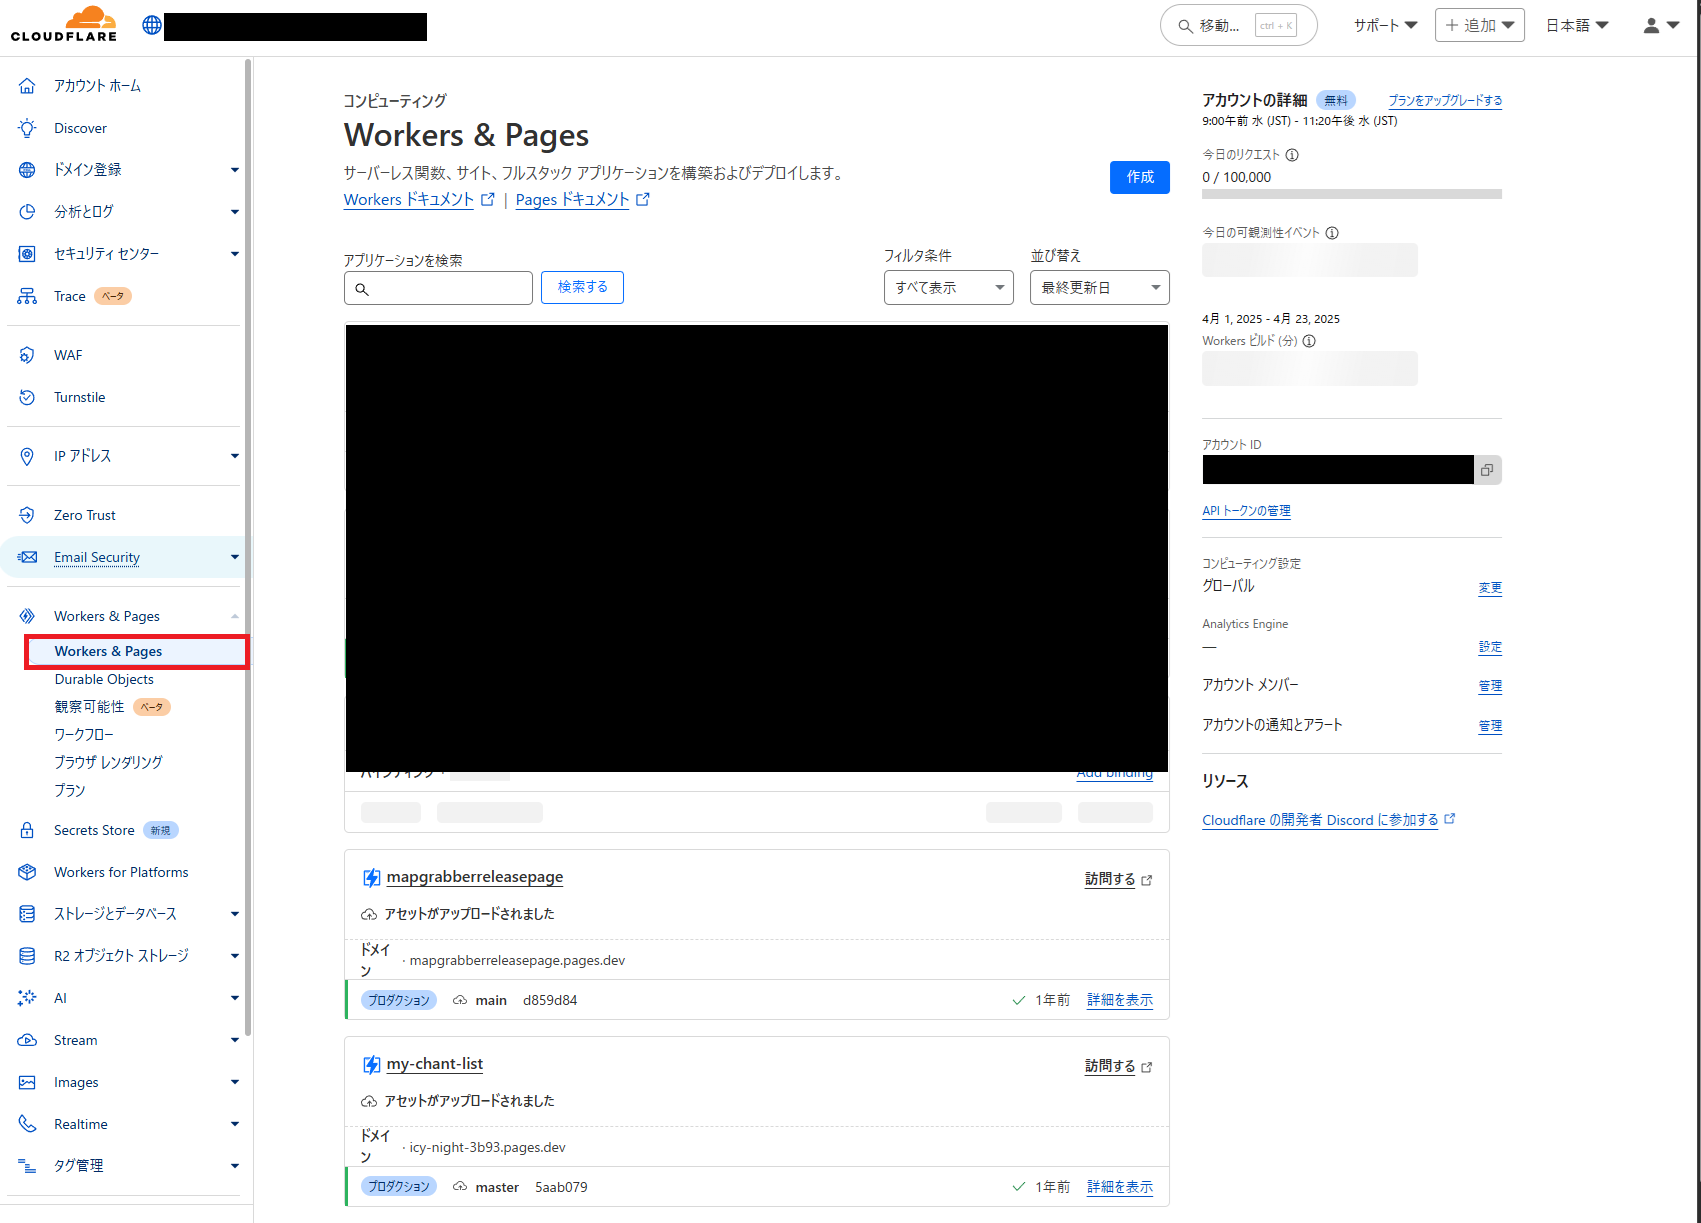 CLOUDFLARE
移動... ctrl + K
サポート
追加
日本語
アカウント ホーム
Discover
ドメイン登録
分析とログ
セキュリティ センター
Trace ベータ
WAF
Turnstile
IP アドレス
Zero Trust
Email Security
Workers & Pages
Workers & Pages
Durable Objects
観察可能性 ベータ
ワークフロー
ブラウザ レンダリング
プラン
Secrets Store 新規
Workers for Platforms
ストレージとデータベース
R2 オブジェクト ストレージ
AI
Stream
Images
Realtime
タグ管理
コンピューティング
Workers & Pages
サーバーレス関数、サイト、フルスタック アプリケーションを構築およびデプロイします。
Workers ドキュメント | Pages ドキュメント
作成
アプリケーションを検索
検索する
フィルタ条件
すべて表示
並び替え
最終更新日
バインディング
Add binding
mapgrabberreleasepage
訪問する
アセットがアップロードされました
ドメイン · mapgrabberreleasepage.pages.dev
プロダクション main d859d84 1年前 詳細を表示
my-chant-list
訪問する
アセットがアップロードされました
ドメイン · icy-night-3b93.pages.dev
プロダクション master 5aab079 1年前 詳細を表示
アカウントの詳細 無料 プランをアップグレードする
9:00午前 水 (JST) - 11:20午後 水 (JST)
今日のリクエスト
0 / 100,000
今日の可観測性イベント
4月 1, 2025 - 4月 23, 2025
Workers ビルド (分)
アカウント ID
API トークンの管理
コンピューティング設定
グローバル 変更
Analytics Engine
— 設定
アカウント メンバー 管理
アカウントの通知とアラート 管理
リソース
Cloudflare の開発者 Discord に参加する